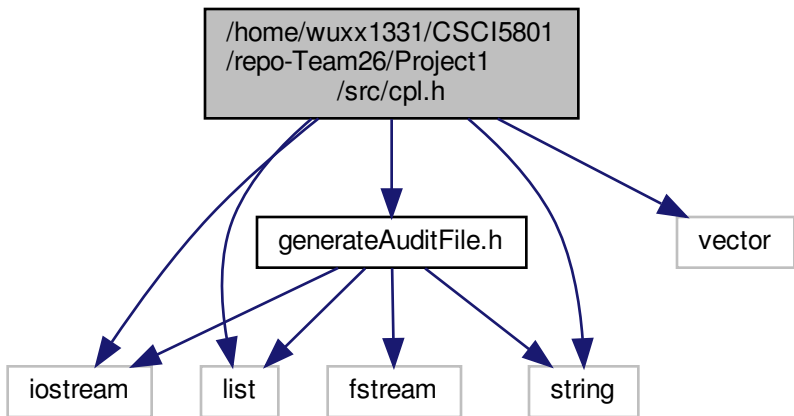 /home/wuxx1331/CSCI5801
/repo-Team26/Project1
/src/cpl.h
generateAuditFile.h
vector
iostream
list
fstream
string